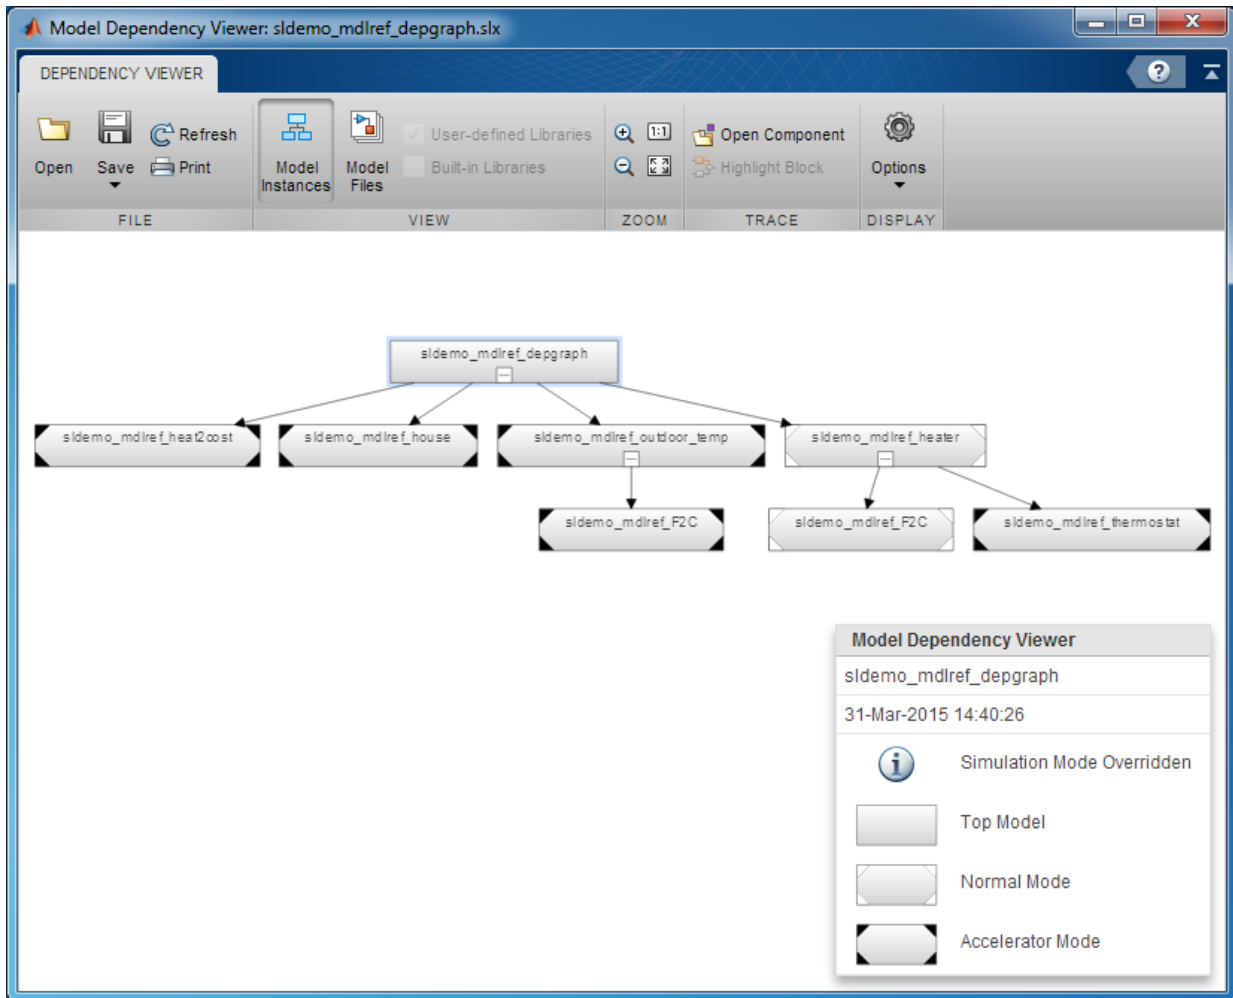 Model Dependency Viewer: sldemo_mdlref_depgraph.slx
DEPENDENCY VIEWER
?
Open
Save
Refresh
Print
Model
Instances
Model
Files
User-defined Libraries
Built-in Libraries
1:1
Open Component
Highlight Block
Options
FILE
VIEW
ZOOM
TRACE
DISPLAY
sldemo_mdlref_depgraph
sldemo_mdlref_heat2cost
sldemo_mdlref_house
sldemo_mdlref_outdoor_temp
sldemo_mdlref_heater
sldemo_mdlref_F2C
sldemo_mdlref_F2C
sldemo_mdlref_thermostat
Model Dependency Viewer
sldemo_mdlref_depgraph
31-Mar-2015 14:40:26
i
Simulation Mode Overridden
Top Model
Normal Mode
Accelerator Mode